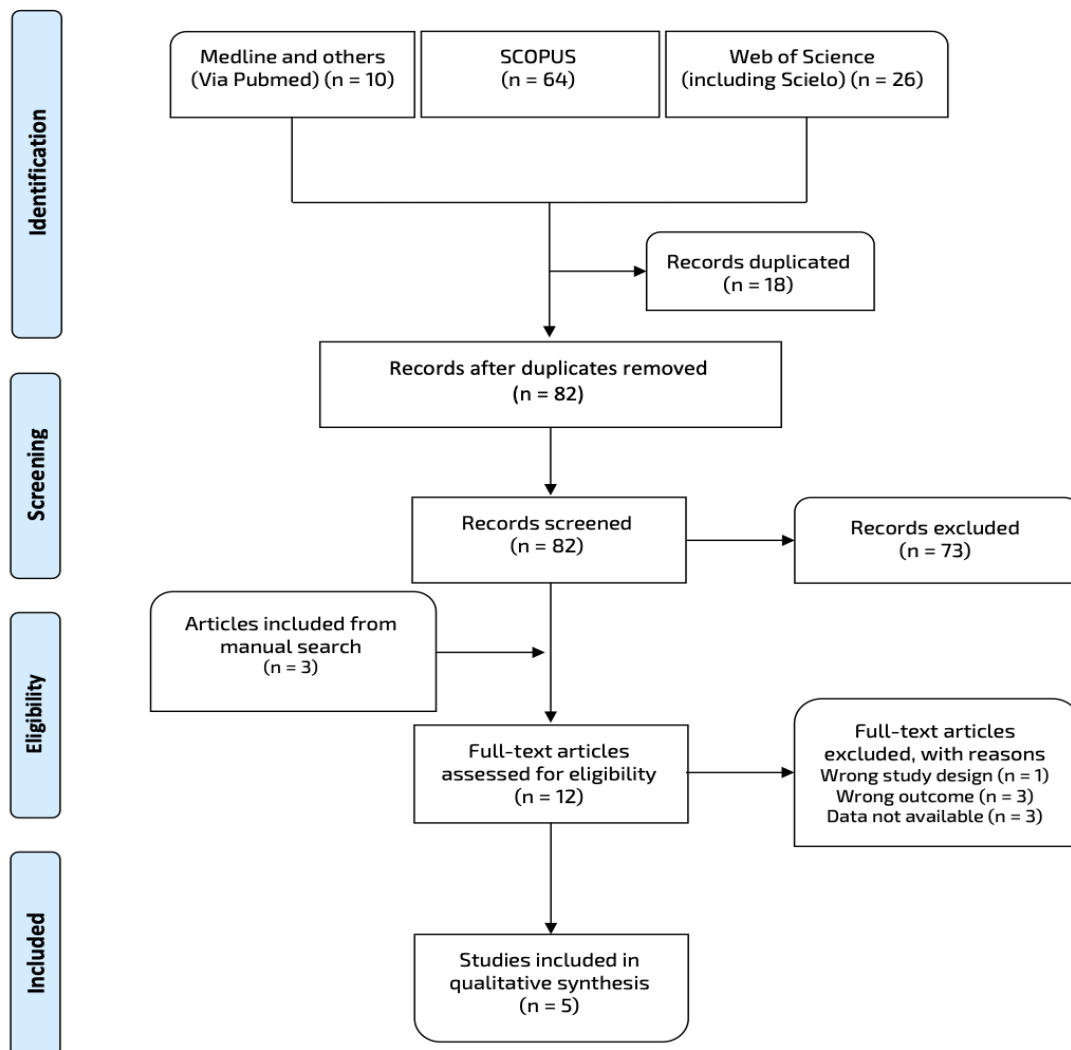 Identification
Medline and others
(Via Pubmed) (n = 10)
SCOPUS
(n = 64)
Web of Science
(including Scielo) (n = 26)
Records duplicated
(n = 18)
Records after duplicates removed
(n = 82)
Screening
Records screened
(n = 82)
Records excluded
(n = 73)
Eligibility
Articles included from
manual search
(n = 3)
Full-text articles
assessed for eligibility
(n = 12)
Full-text articles
excluded, with reasons
Wrong study design (n = 1)
Wrong outcome (n = 3)
Data not available (n = 3)
Included
Studies included in
qualitative synthesis
(n = 5)